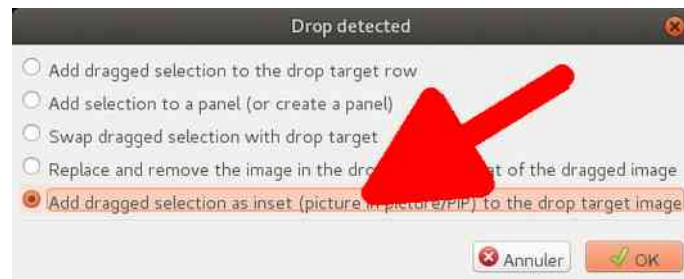 Drop detected
Add dragged selection to the drop target row
Add selection to a panel (or create a panel)
Swap dragged selection with drop target
Replace and remove the image in the of the dragged image
Add dragged selection as inset (picture in picture/PIP) to the drop target image
Annuler
OK